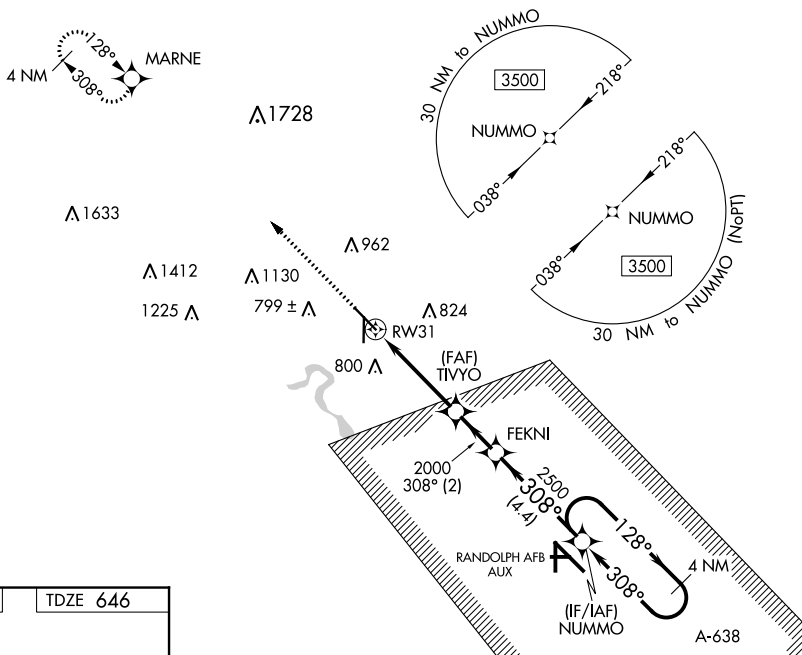 128°
308°
4 NM
MARNE
1728
1633
1412
1225
1130
799 ±
962
824
800
RW31
30 NM to NUMMO
3500
NUMMO
218°
038°
218°
NUMMO
038°
3500
30 NM to NUMMO (NoPT)
(FAF)
TIVYO
FEKNI
2000
308° (2)
2500
308°
(4.4)
128°
308°
4 NM
RANDOLPH AFB
AUX
(IF/IAF)
NUMMO
A-638
TDZE 646